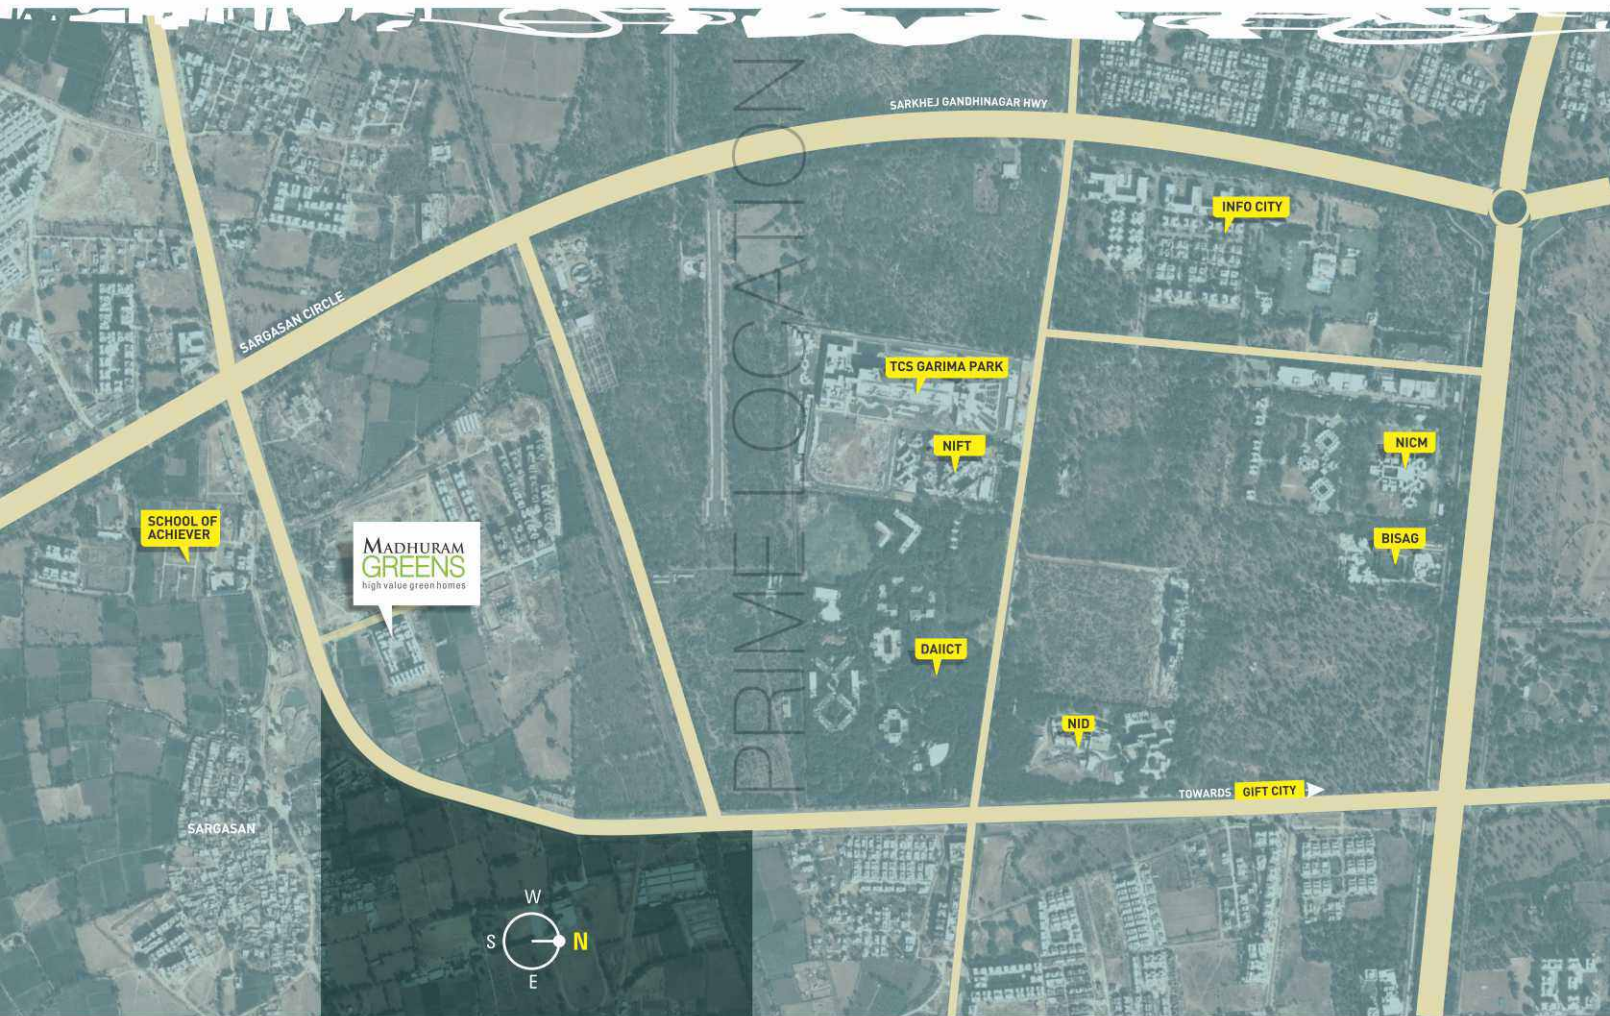 SARKHEJ GANDHINAGAR HWY
INFO CITY
SARGASAN CIRCLE
PRIME LOCATION
TCS GARIMA PARK
NIFT
NICM
SCHOOL OF
ACHIEVER
BISAG
MADHURAM
GREENS
high value green homes
DAIICT
NID
TOWARDS GIFT CITY
SARGASAN
W
S N
E